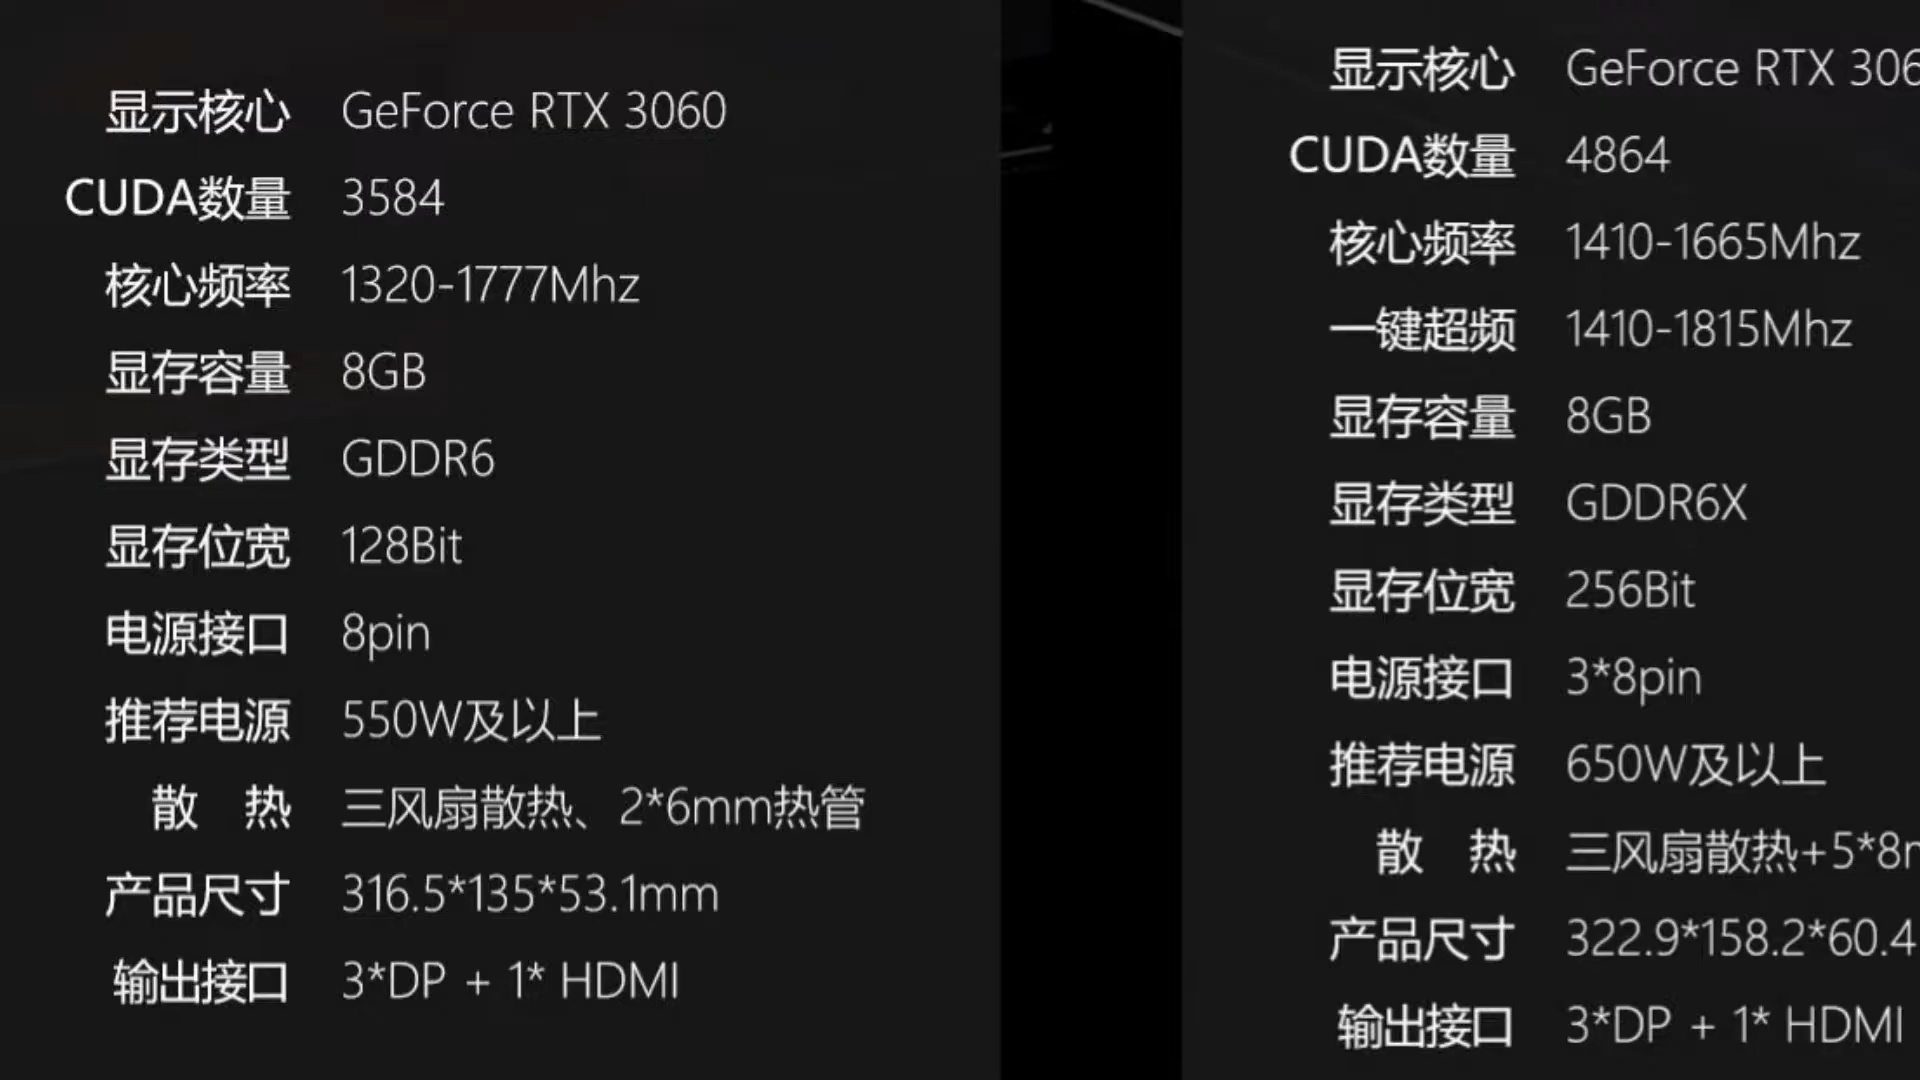 显示核心 GeForce RTX 3060
CUDA数量 3584
核心频率 1320-1777Mhz
显存容量 8GB
显存类型 GDDR6
显存位宽 128Bit
电源接口 8pin
推荐电源 550W及以上
散 热 三风扇散热、2*6mm热管
产品尺寸 316.5*135*53.1mm
输出接口 3*DP + 1* HDMI
显示核心 GeForce RTX 306
CUDA数量 4864
核心频率 1410-1665Mhz
一键超频 1410-1815Mhz
显存容量 8GB
显存类型 GDDR6X
显存位宽 256Bit
电源接口 3*8pin
推荐电源 650W及以上
散 热 三风扇散热+5*8
产品尺寸 322.9*158.2*60.4
输出接口 3*DP + 1* HDMI